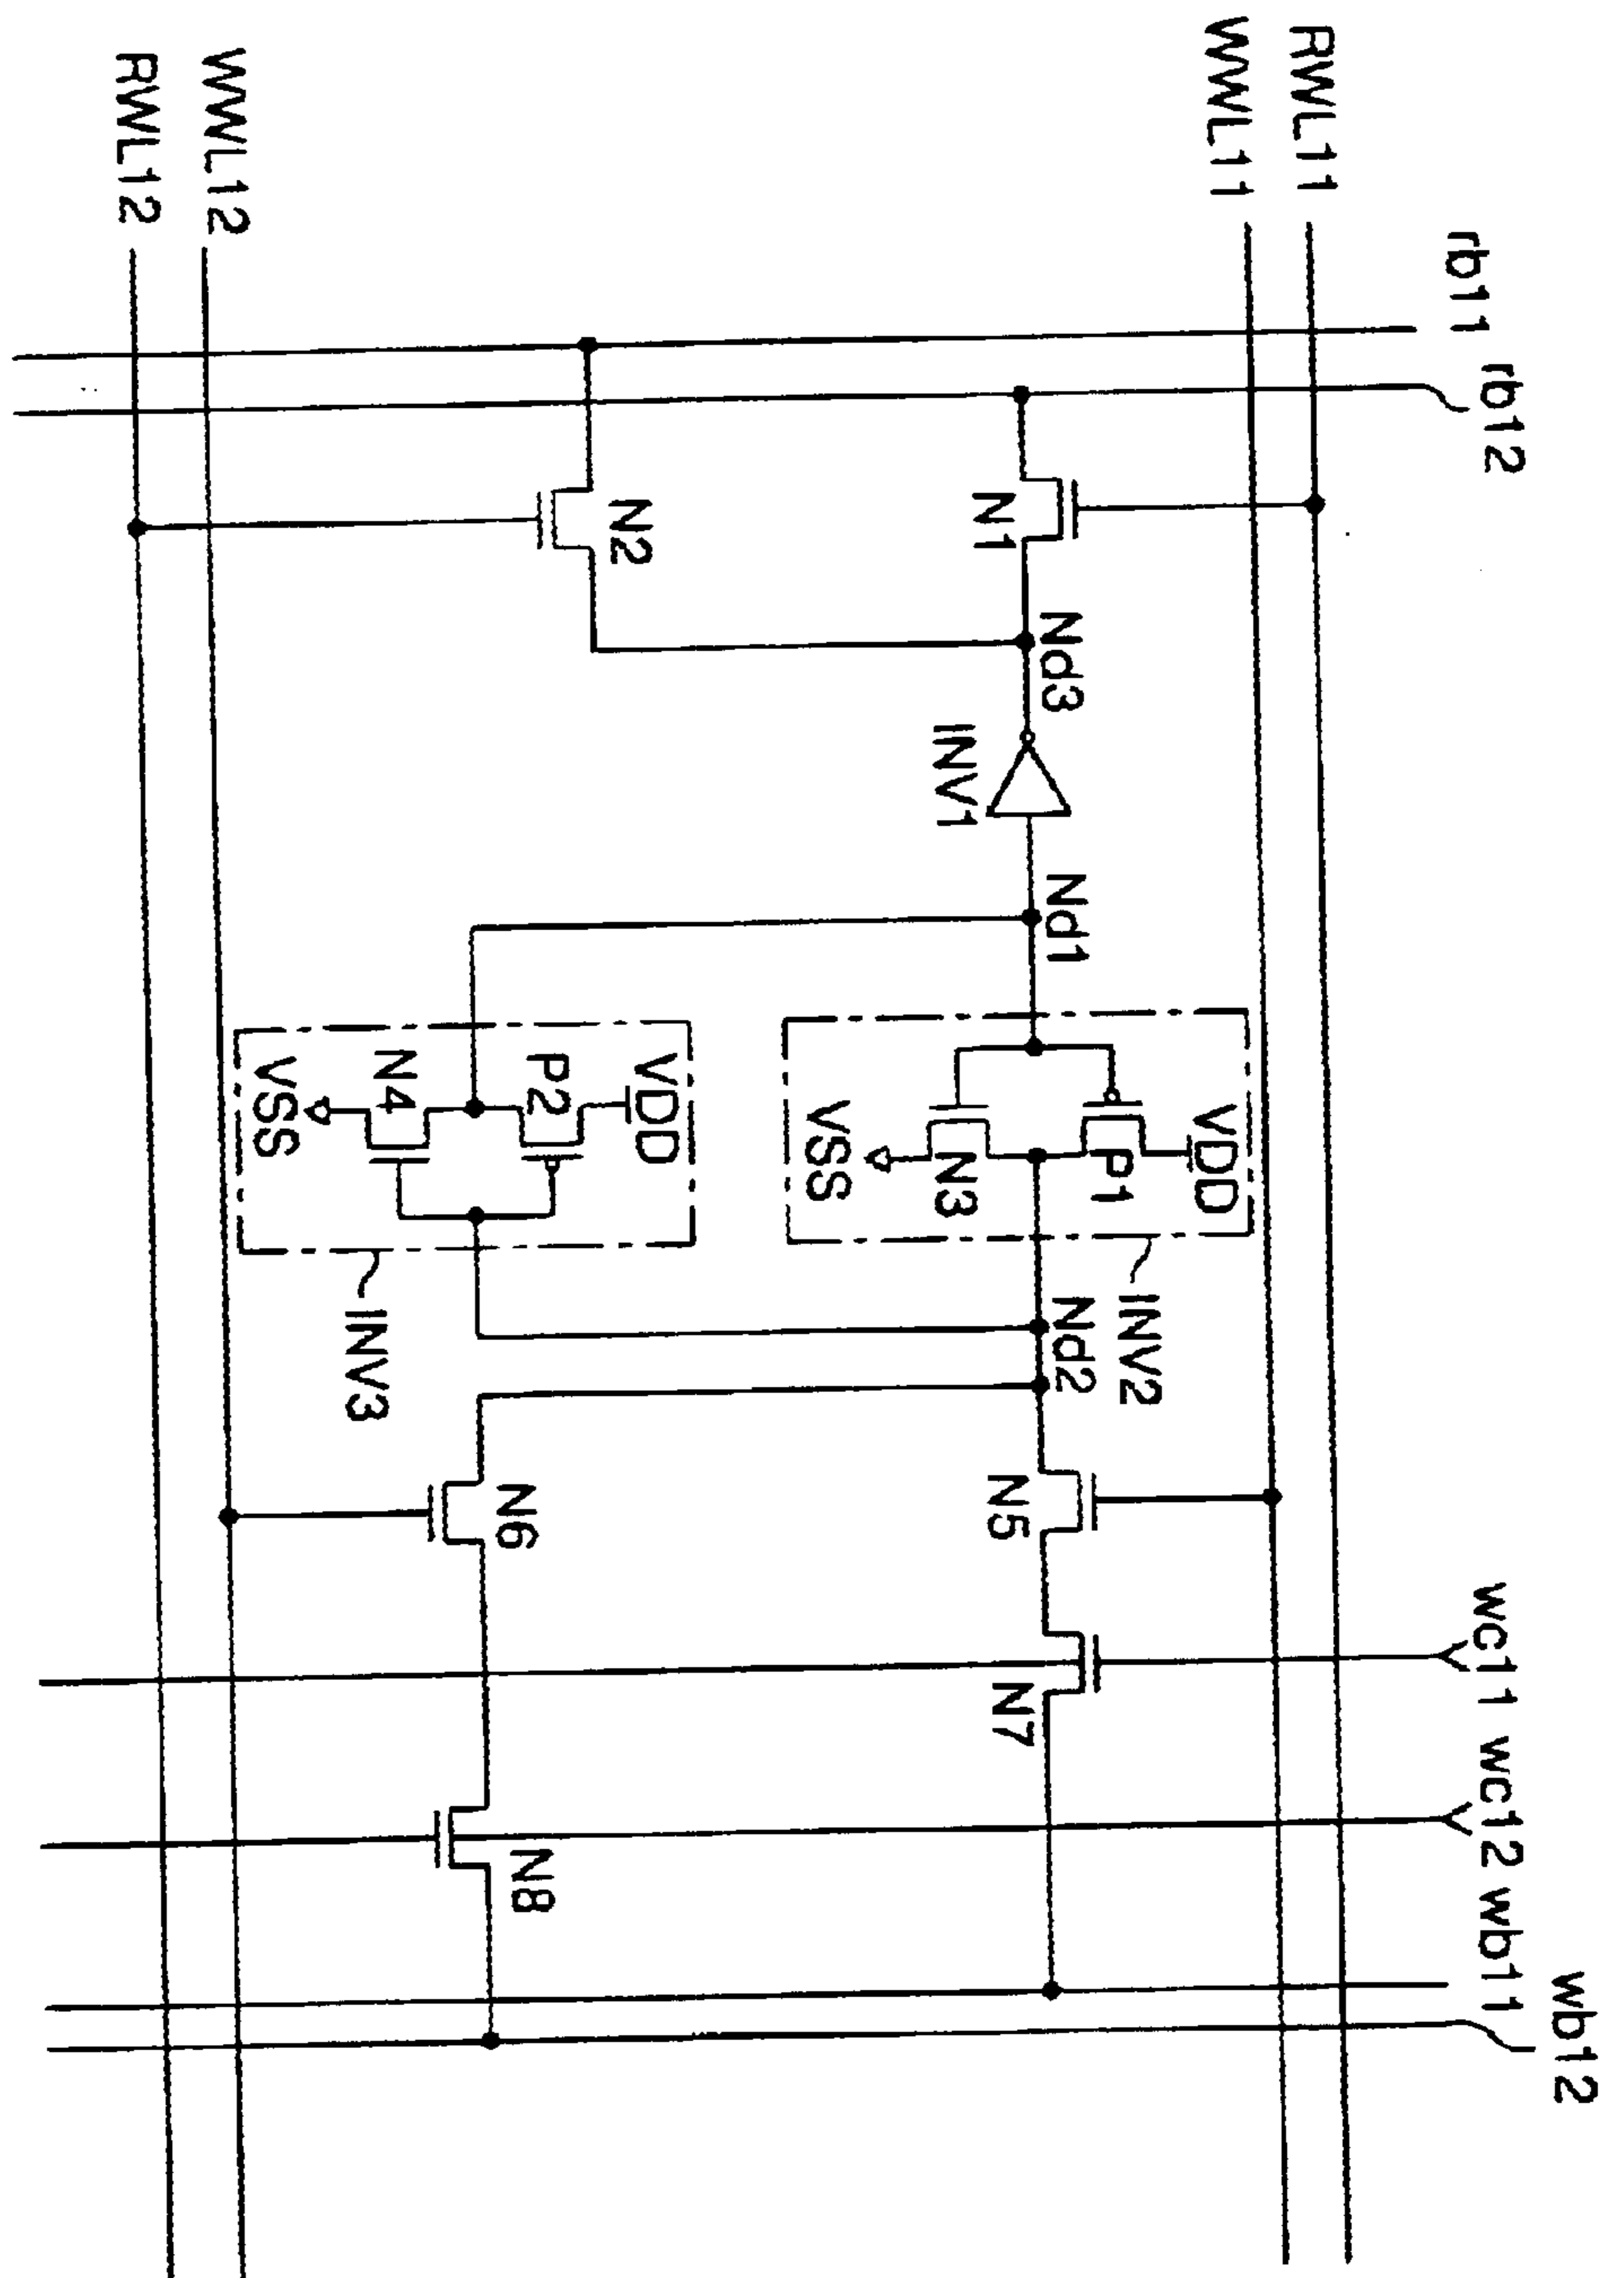 rb11
rb12
wc11
wc12
wb11
wb12
RWL11
WWL11
N1
Nd3
INV1
Nd1
VDD
P1
N3
VSS
INV2
Nd2
N5
N7
N2
VDD
P2
N4
VSS
INV3
N6
N8
WWL12
RWL12